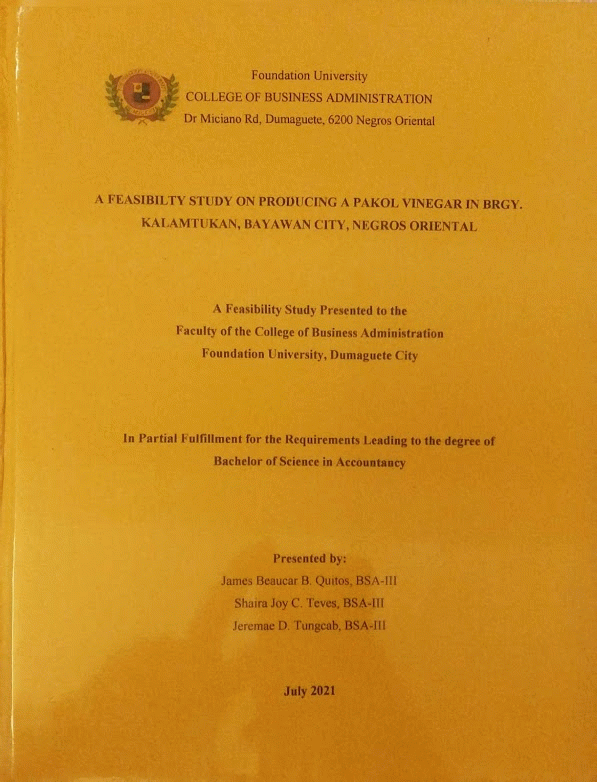 Foundation University
COLLEGE OF BUSINESS ADMINISTRATION
Dr Miciano Rd, Dumaguete, 6200 Negros Oriental
A FEASIBILTY STUDY ON PRODUCING A PAKOL VINEGAR IN BRGY.
KALAMTUKAN, BAYAWAN CITY, NEGROS ORIENTAL
A Feasibility Study Presented to the
Faculty of the College of Business Administration
Foundation University, Dumaguete City
In Partial Fulfillment for the Requirements Leading to the degree of
Bachelor of Science in Accountancy
Presented by:
James Beaucar B. Quitos, BSA-III
Shaira Joy C. Teves, BSA-III
Jeremae D. Tungcab, BSA-III
July 2021